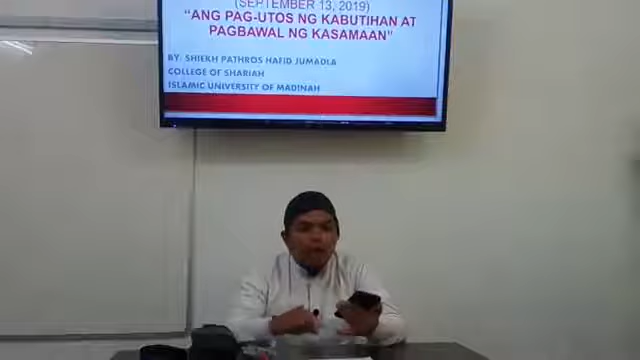 (SEPTEMBER 13, 2019)
"ANG PAG-UTOS NG KABUTIHAN AT
PAGBAWAL NG KASAMAAN"
BY: SHIEKH PATHROS HAFID JUMADLA
COLLEGE OF SHARIAH
ISLAMIC UNIVERSITY OF MADINAH